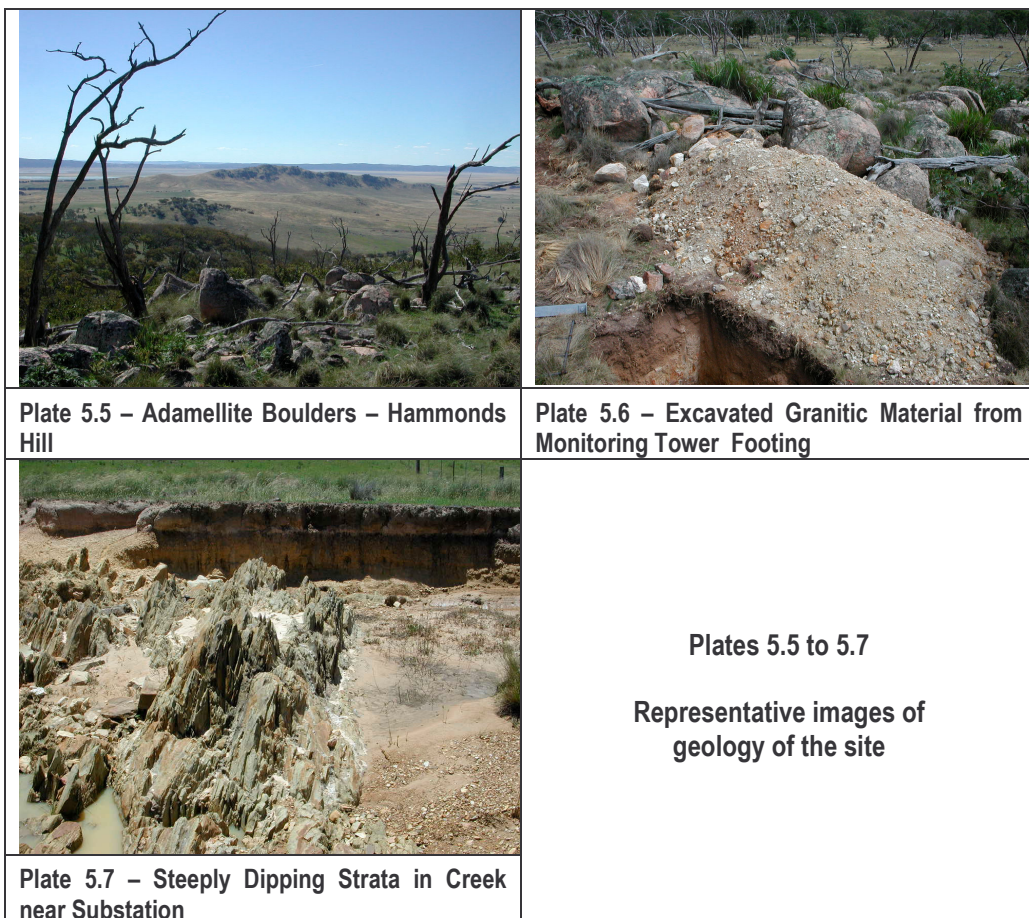 Plate 5.5 – Adamellite Boulders – Hammonds
Hill
Plate 5.6 – Excavated Granitic Material from
Monitoring Tower Footing
Plate 5.7 – Steeply Dipping Strata in Creek
near Substation
Plates 5.5 to 5.7
Representative images of
geology of the site